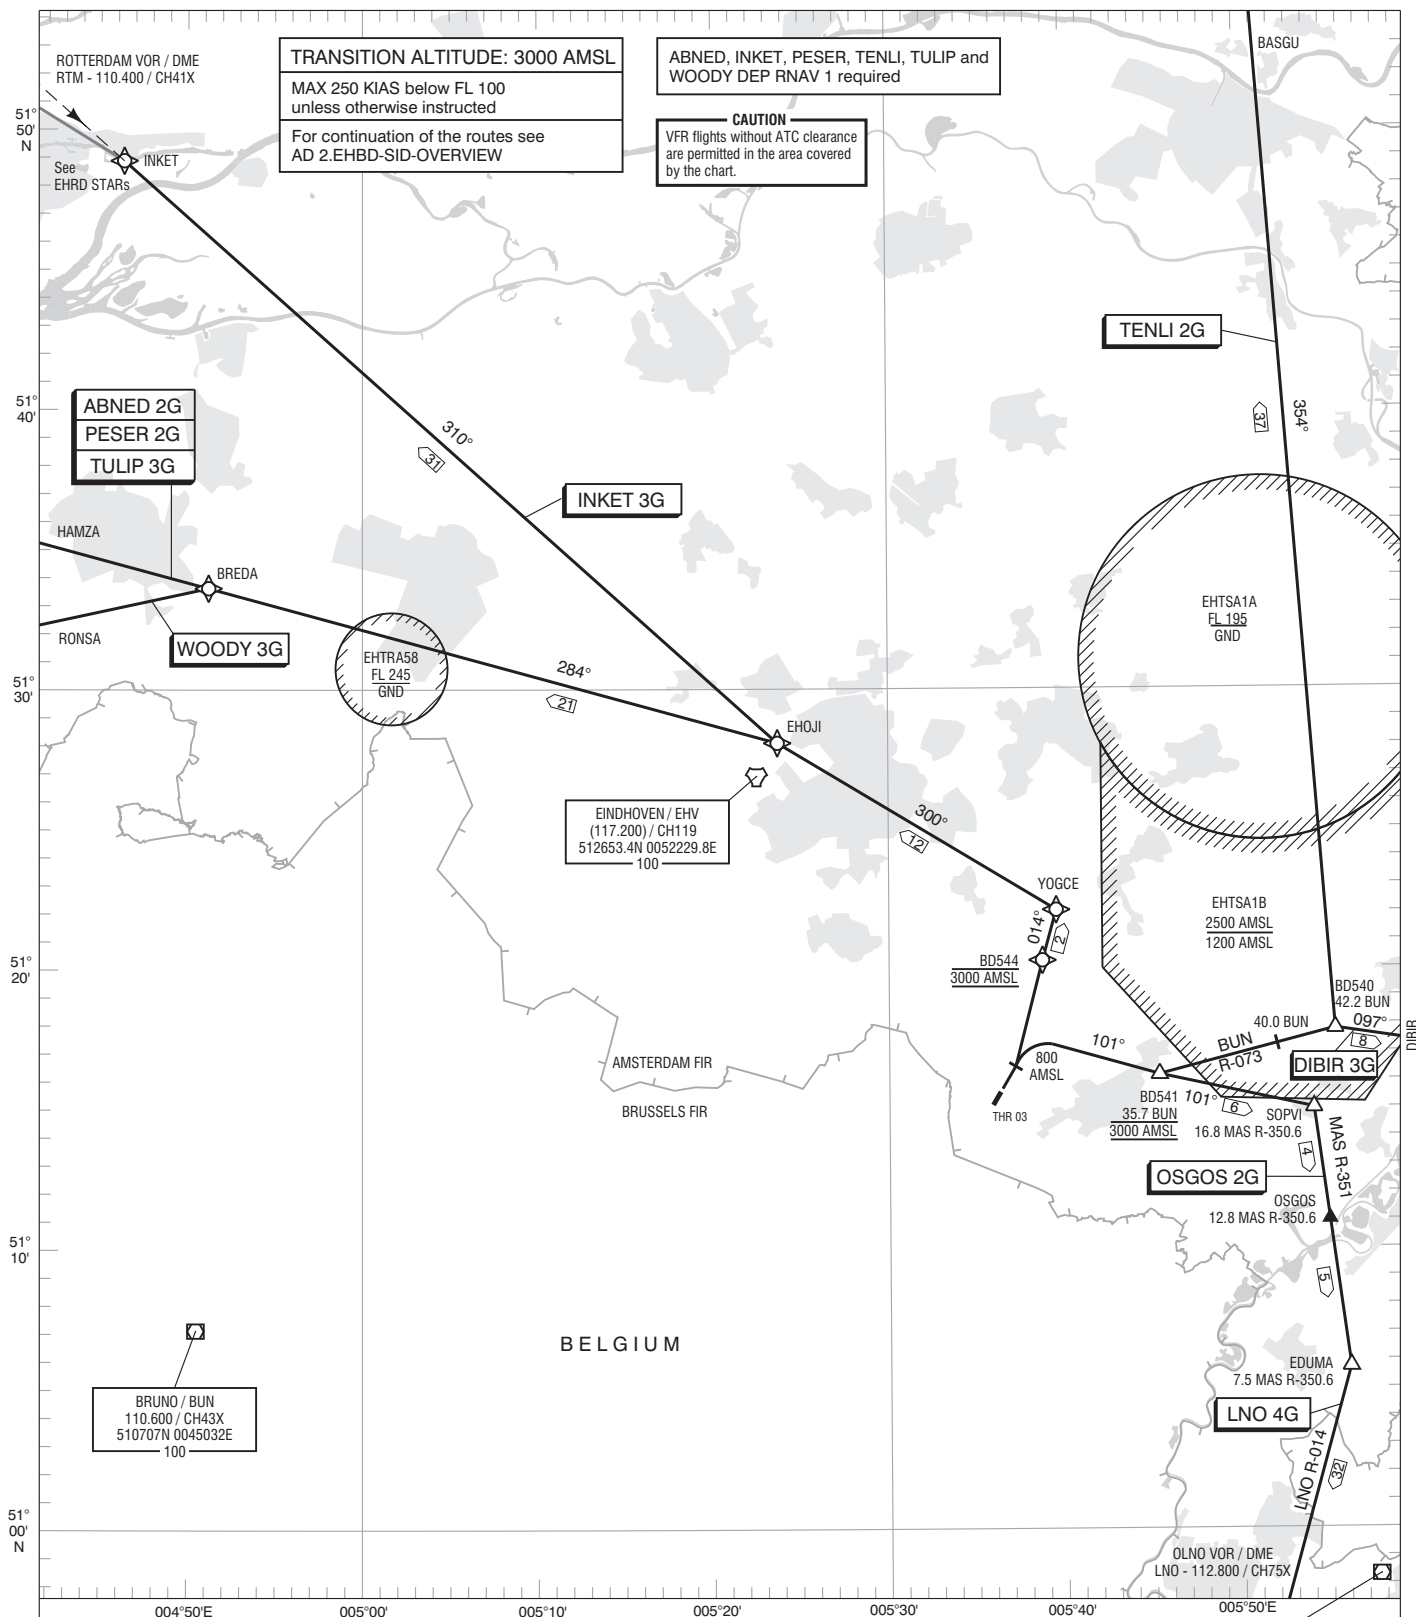 ROTTERDAM VOR / DME
RTM - 110.400 / CH41X
TRANSITION ALTITUDE: 3000 AMSL
MAX 250 KIAS below FL 100
unless otherwise instructed
For continuation of the routes see
AD 2.EHBD-SID-OVERVIEW
ABNED, INKET, PESER, TENLI, TULIP and
WOODY DEP RNAV 1 required
CAUTION
VFR flights without ATC clearance
are permitted in the area covered
by the chart.
BASGU
51°
50'
N
INKET
See
EHRD STARs
TENLI 2G
51°
40'
ABNED 2G
PESER 2G
TULIP 3G
310°
31
37
354°
INKET 3G
HAMZA
BREDA
RONSA
WOODY 3G
EHTRA58
FL 245
GND
284°
21
EHTSA1A
FL 195
GND
51°
30'
EHOJI
EINDHOVEN / EHV
(117.200) / CH119
512653.4N 0052229.8E
100
300°
12
YOGCE
014°
2
BD544
3000 AMSL
EHTSA1B
2500 AMSL
1200 AMSL
51°
20'
BD540
42.2 BUN
40.0 BUN
097°
8
DIBIR
BUN
R-073
DIBIR 3G
101°
800
AMSL
AMSTERDAM FIR
BRUSSELS FIR
THR 03
BD541
35.7 BUN
3000 AMSL
101°
6
SOPVI
16.8 MAS R-350.6
4
MAS R-351
OSGOS 2G
OSGOS
12.8 MAS R-350.6
51°
10'
5
BELGIUM
EDUMA
7.5 MAS R-350.6
BRUNO / BUN
110.600 / CH43X
510707N 0045032E
100
LNO 4G
LNO R-014
32
51°
00'
N
OLNO VOR / DME
LNO - 112.800 / CH75X
004°50'E
005°00'
005°10'
005°20'
005°30'
005°40'
005°50'E